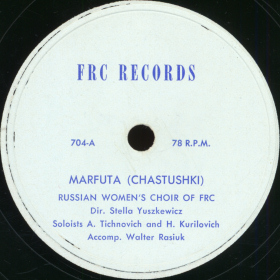 FRC RECORDS
704-A 78 R.P.M.
MARFUTA (CHASTUSHKI)
RUSSIAN WOMEN'S CHOIR OF FRC
Dir. Stella Yuszkewicz
Soloists A. Tichnovich and H. Kurilovich
Accomp. Walter Rasiuk